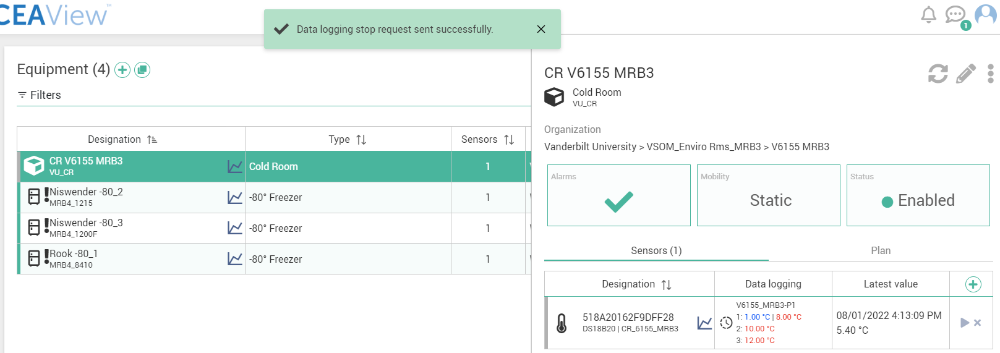 CEAView™
Data logging stop request sent successfully.
1
Equipment (4)
Filters
Designation Type Sensors
CR V6155 MRB3
VU_CR
Cold Room
1
Niswender -80_2
MRB4_1215
-80° Freezer
1
Niswender -80_3
MRB4_1200F
-80° Freezer
1
Rook -80_1
MRB4_8410
-80° Freezer
1
CR V6155 MRB3
Cold Room
VU_CR
Organization
Vanderbilt University > VSOM_Enviro Rms_MRB3 > V6155 MRB3
Alarms
Mobility
Static
Status
Enabled
Sensors (1)
Plan
Designation Data logging Latest value
518A20162F9DFF28
DS18B20 | CR_6155_MRB3
V6155_MRB3-P1
1: 1.00 °C | 8.00 °C
2: 10.00 °C
3: 12.00 °C
08/01/2022 4:13:09 PM
5.40 °C